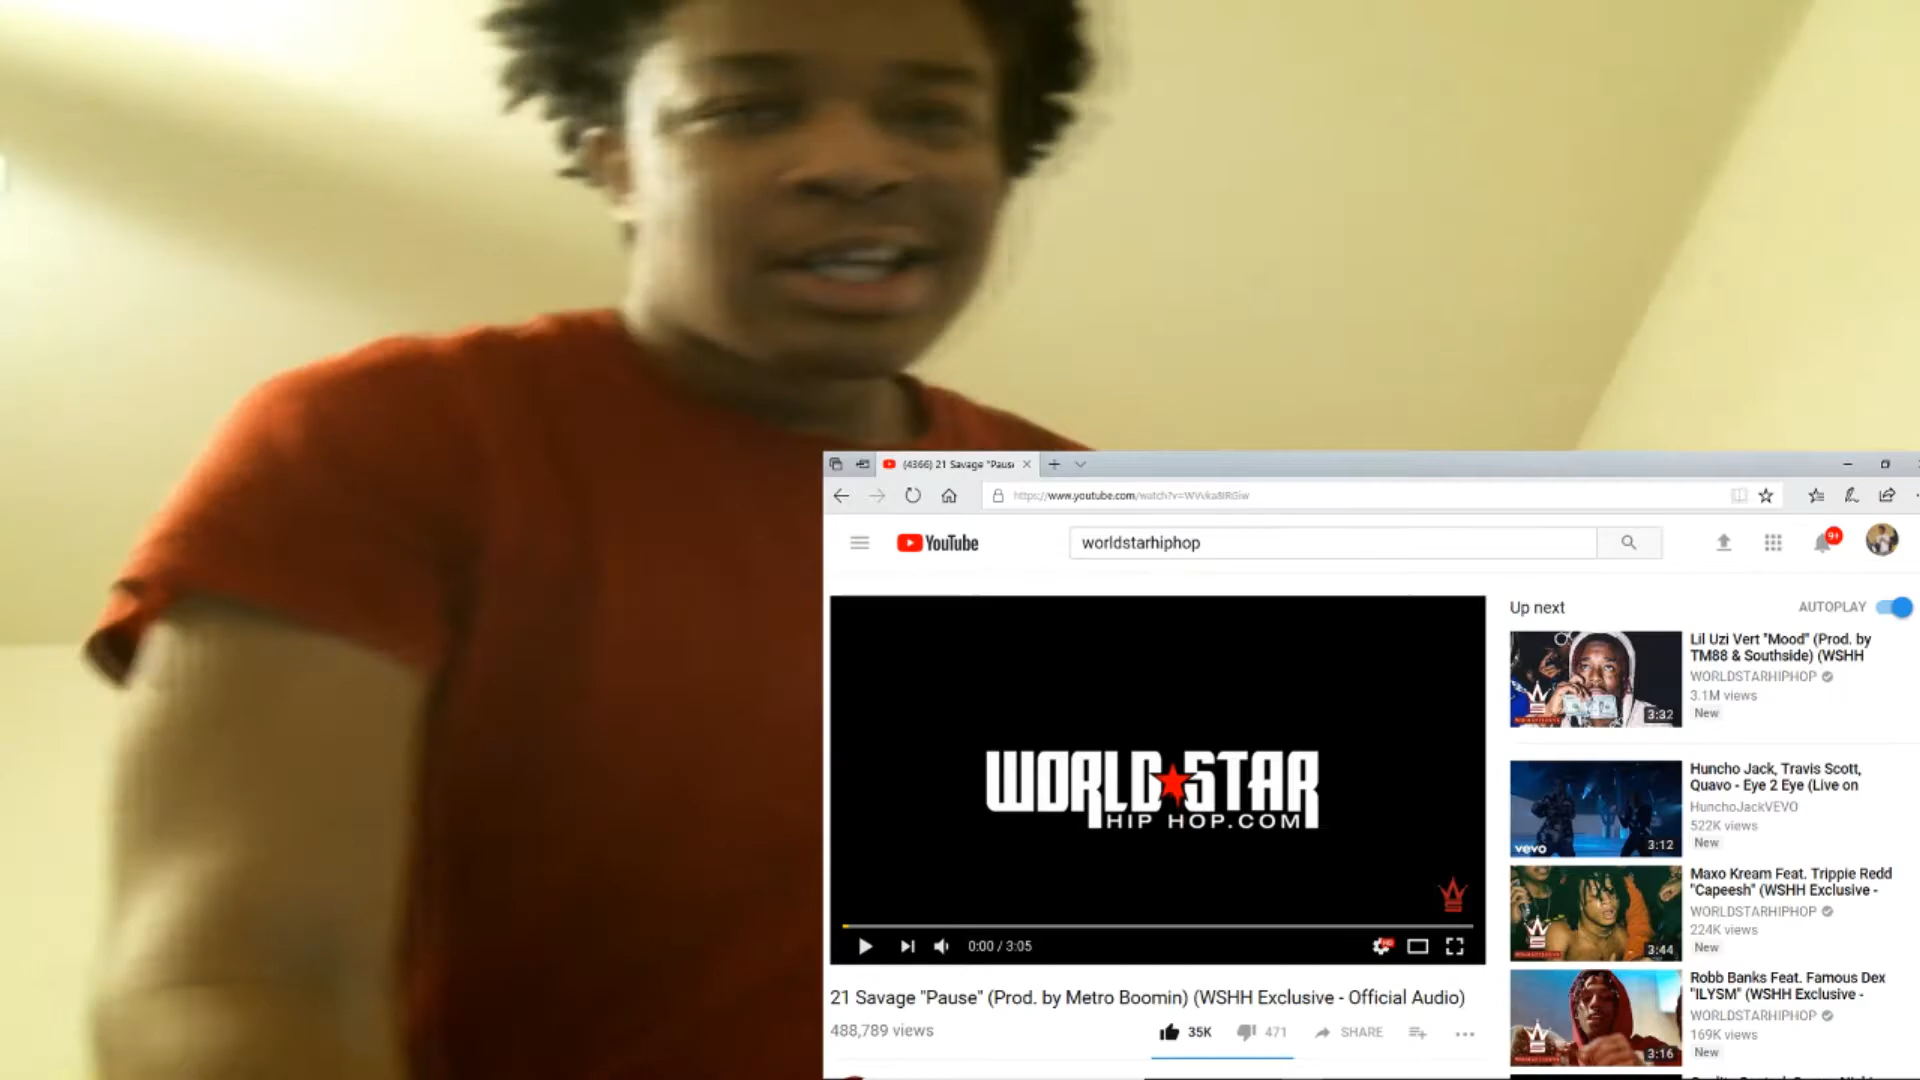 (4366) 21 Savage "Paus
https://www.youtube.com/watch?v=
YouTube
worldstarhiphop
9+
WORLD STAR
HIP HOP.COM
0:00 / 3:05
HD
21 Savage "Pause" (Prod. by Metro Boomin) (WSHH Exclusive - Official Audio)
488,789 views
35K
471
SHARE
Up next
AUTOPLAY
Lil Uzi Vert "Mood" (Prod. by
TM88 & Southside) (WSHH
WORLDSTARHIPHOP
3.1M views
New
3:32
Huncho Jack, Travis Scott,
Quavo - Eye 2 Eye (Live on
HunchoJackVEVO
522K views
New
vevo
3:12
Maxo Kream Feat. Trippie Redd
"Capeesh" (WSHH Exclusive -
WORLDSTARHIPHOP
224K views
New
3:44
Robb Banks Feat. Famous Dex
"ILYSM" (WSHH Exclusive -
WORLDSTARHIPHOP
169K views
New
3:16